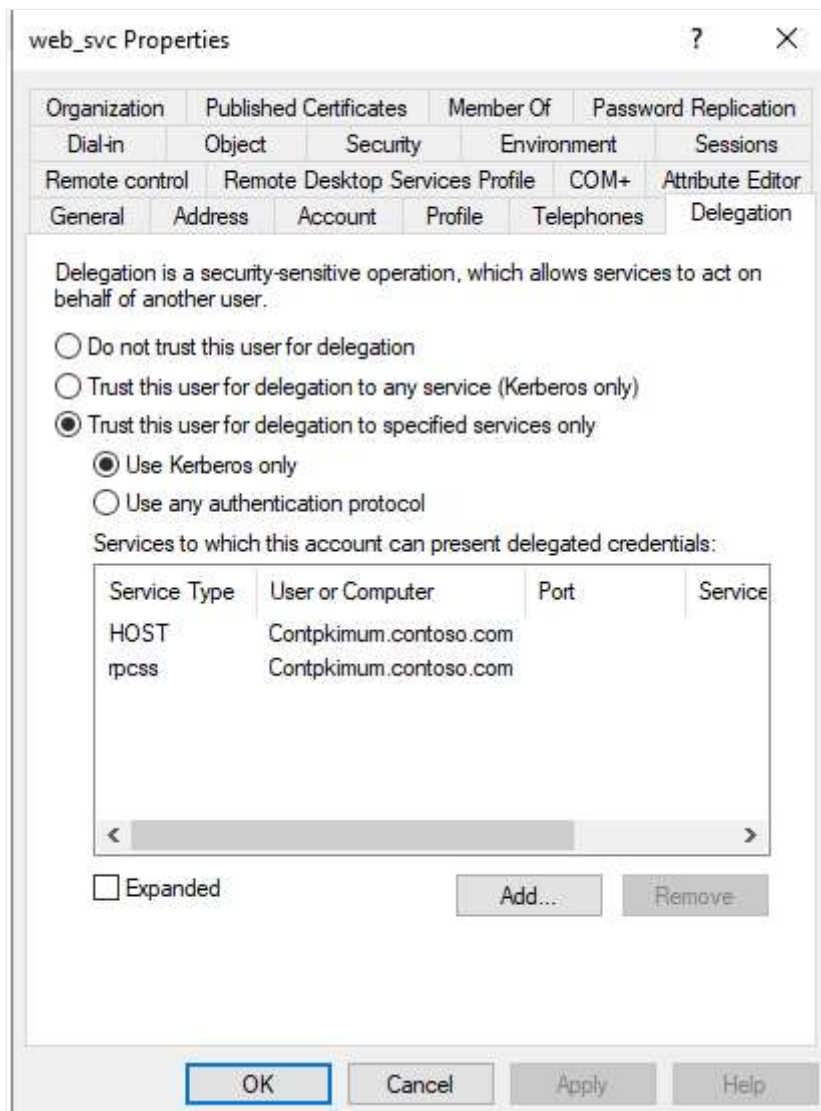 web_svc Properties ? X
Organization Published Certificates Member Of Password Replication
Dial-in Object Security Environment Sessions
Remote control Remote Desktop Services Profile COM+ Attribute Editor
General Address Account Profile Telephones Delegation
Delegation is a security-sensitive operation, which allows services to act on
behalf of another user.
Do not trust this user for delegation
Trust this user for delegation to any service (Kerberos only)
Trust this user for delegation to specified services only
Use Kerberos only
Use any authentication protocol
Services to which this account can present delegated credentials:
Service Type User or Computer Port Service
HOST Contpkimum.contoso.com
rpcss Contpkimum.contoso.com
Expanded Add... Remove
OK Cancel Apply Help